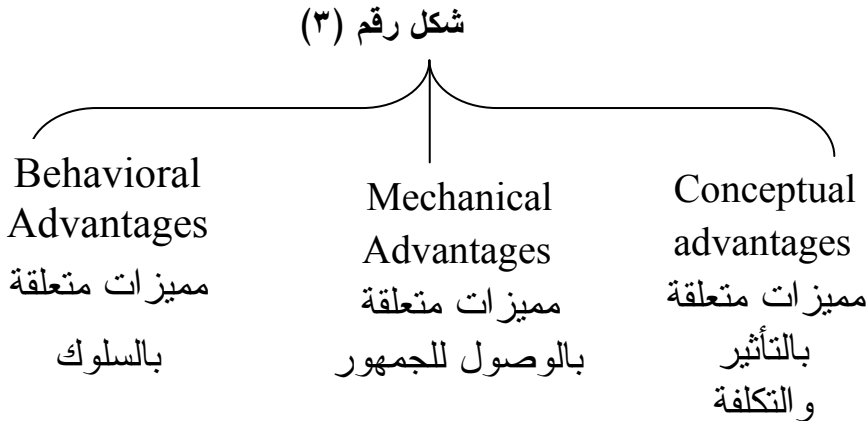 شكل رقم (٣)
Conceptual
advantages
مميزات متعلقة
بالتأثير
والتكلفة
Mechanical
Advantages
مميزات متعلقة
بالوصول للجمهور
Behavioral
Advantages
مميزات متعلقة
بالسلوك